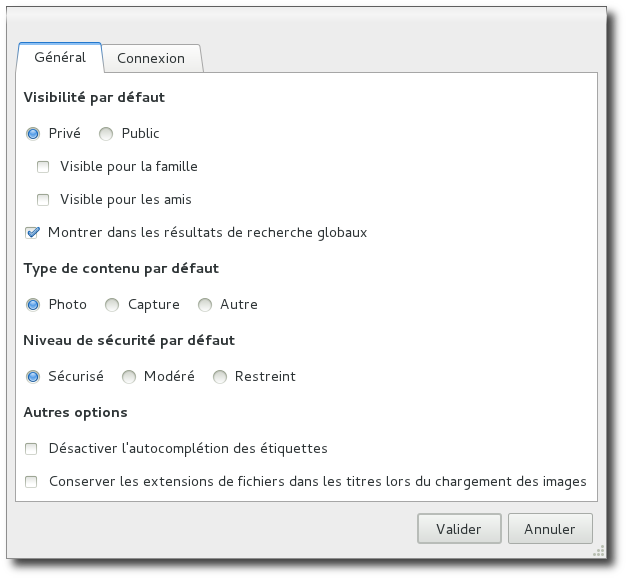 Général
Connexion
Visibilité par défaut
Privé
Public
Visible pour la famille
Visible pour les amis
Montrer dans les résultats de recherche globaux
Type de contenu par défaut
Photo
Capture
Autre
Niveau de sécurité par défaut
Sécurisé
Modéré
Restreint
Autres options
Désactiver l'autocomplétion des étiquettes
Conserver les extensions de fichiers dans les titres lors du chargement des images
Valider
Annuler